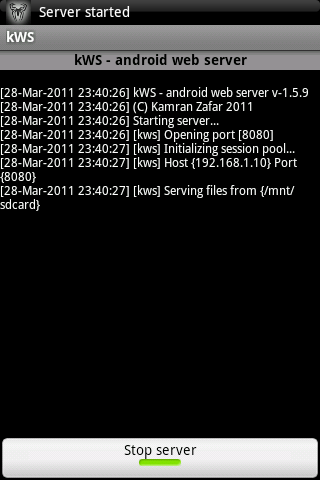 Server started
kWS
kWS - android web server
[28-Mar-2011 23:40:26] kWS - android web server v-1.5.9
[28-Mar-2011 23:40:26] (C) Kamran Zafar 2011
[28-Mar-2011 23:40:26] Starting server...
[28-Mar-2011 23:40:26] [kws] Opening port [8080]
[28-Mar-2011 23:40:27] [kws] Initializing session pool...
[28-Mar-2011 23:40:27] [kws] Host {192.168.1.10} Port
{8080}
[28-Mar-2011 23:40:27] [kws] Serving files from {/mnt/
sdcard}
Stop server